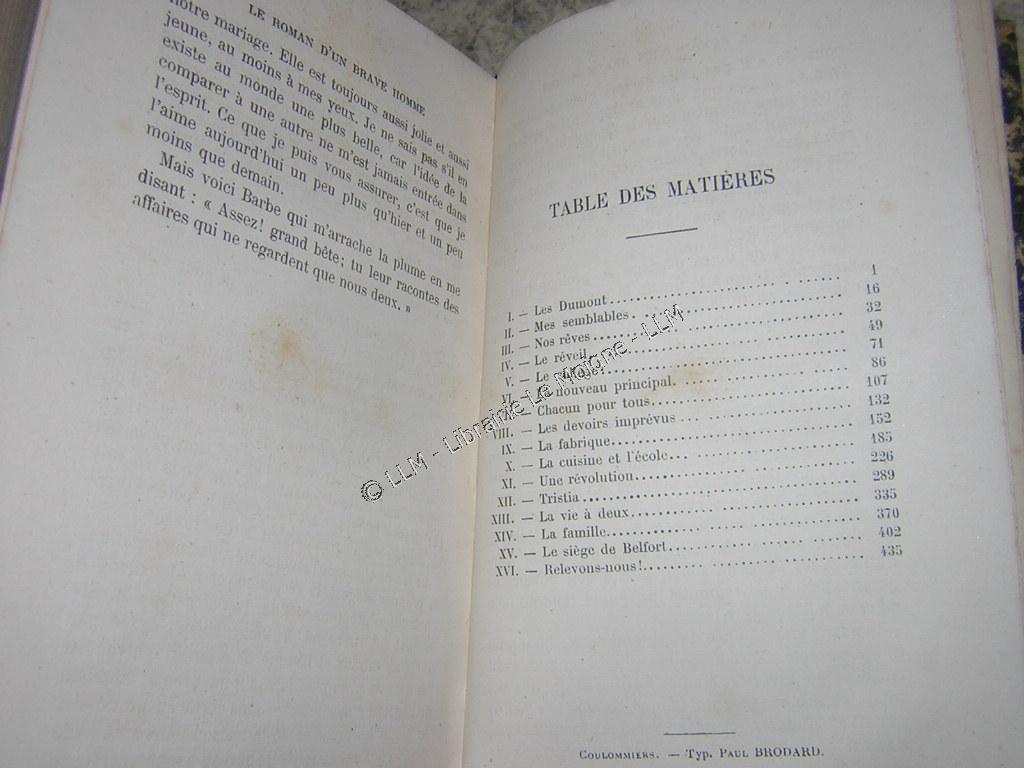 LE ROMAN D'UN BRAVE HOMME
notre mariage. Elle est toujours aussi jolie et aussi
jeune, au moins à mes yeux. Je ne sais pas s'il en
existe au monde une plus belle, car l'idée de la
comparer à une autre ne m'est jamais entrée dans
l'esprit. Ce que je puis vous assurer, c'est que je
l'aime aujourd'hui un peu plus qu'hier et un peu
moins que demain.
Mais voici Barbe qui m'arrache la plume en me
disant : « Assez! grand bête; tu leur racontes des
affaires qui ne regardent que nous deux. »
TABLE DES MATIÈRES
I. — Les Dumont 1
II. — Mes semblables 16
III. — Nos rêves 32
IV. — Le réveil 49
V. — Le 71
VI. nouveau principal. 86
Chacun pour tous 107
VIII. — Les devoirs imprévus 132
IX. — La fabrique 152
X. — La cuisine et l'école 185
XI. — Une révolution 226
XII. — Tristia 289
XIII. — La vie à deux 335
XIV. — La famille 370
XV. — Le siège de Belfort 402
XVI. — Relevons-nous! 435
COULOMMIERS. — Typ. PAUL BRODARD.
© LLM - Librairie Le Moigne - LLM